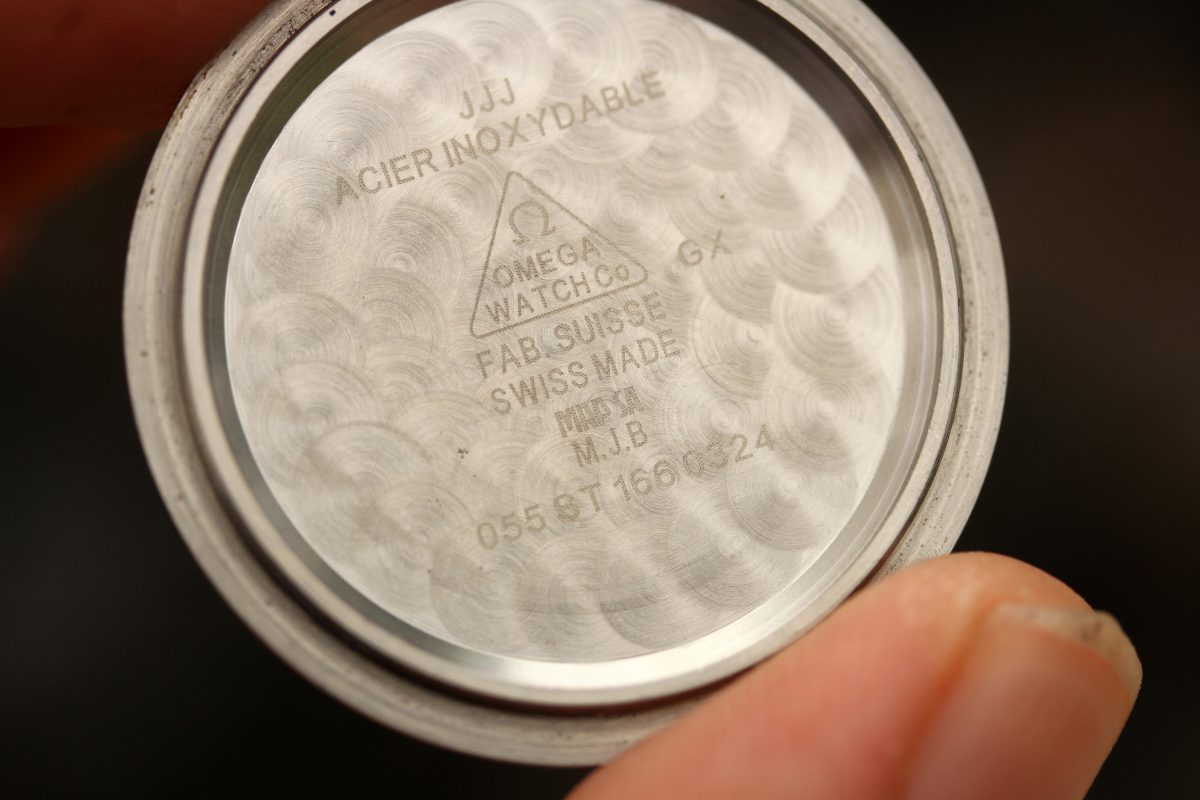 JJJ
ACIER INOXYDABLE
Ω
OMEGA
WATCH Co
GX
FAB. SUISSE
SWISS MADE
M.J.B
055 ST 166 0324